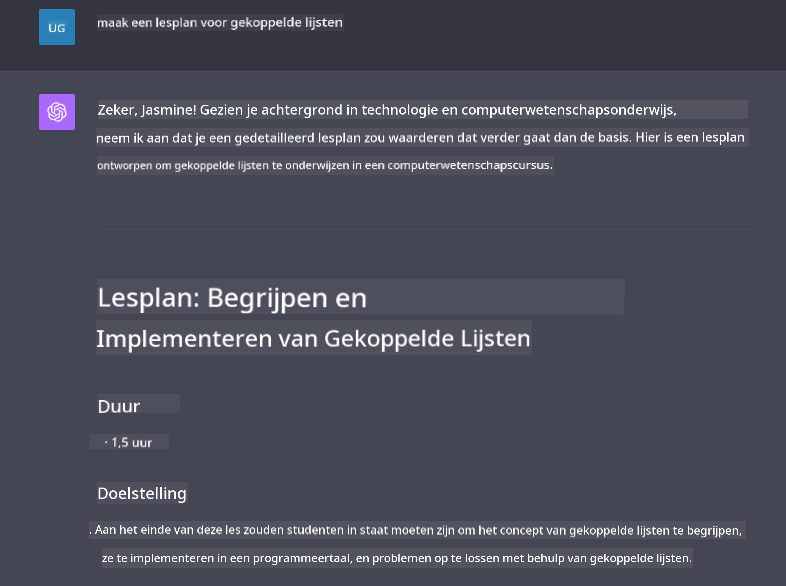 UG
maak een lesplan voor gekoppelde lijsten
Zeker, Jasmine! Gezien je achtergrond in technologie en computerwetenschapsonderwijs,
neem ik aan dat je een gedetailleerd lesplan zou waarderen dat verder gaat dan de basis. Hier is een lesplan
ontworpen om gekoppelde lijsten te onderwijzen in een computerwetenschapscursus.
Lesplan: Begrijpen en
Implementeren van Gekoppelde Lijsten
Duur
· 1,5 uur
Doelstelling
. Aan het einde van deze les zouden studenten in staat moeten zijn om het concept van gekoppelde lijsten te begrijpen,
ze te implementeren in een programmeertaal, en problemen op te lossen met behulp van gekoppelde lijsten.